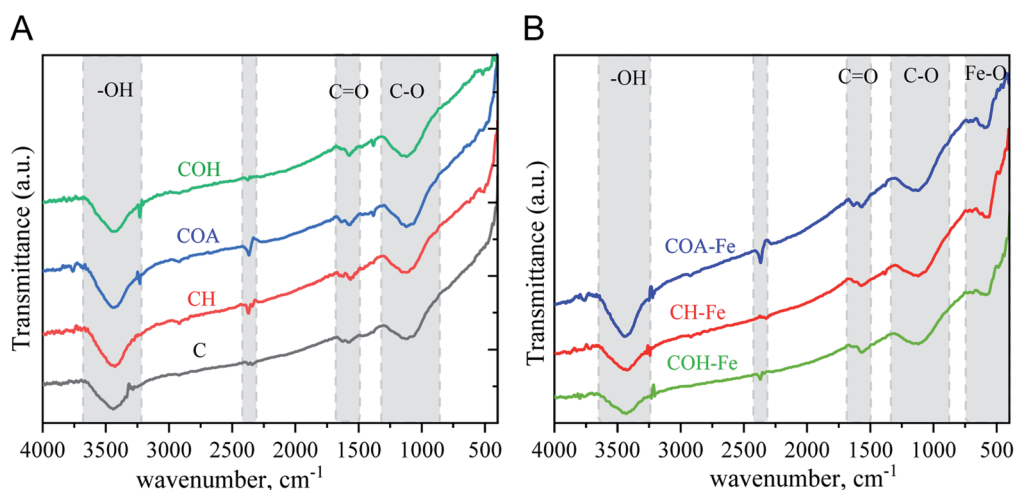 A
-OH
C=O
C-O
COH
COA
CH
C
Transmittance (a.u.)
4000 3500 3000 2500 2000 1500 1000 500
wavenumber, cm-1
B
-OH
C=O
C-O
Fe-O
COA-Fe
CH-Fe
COH-Fe
Transmittance (a.u.)
4000 3500 3000 2500 2000 1500 1000 500
wavenumber, cm-1